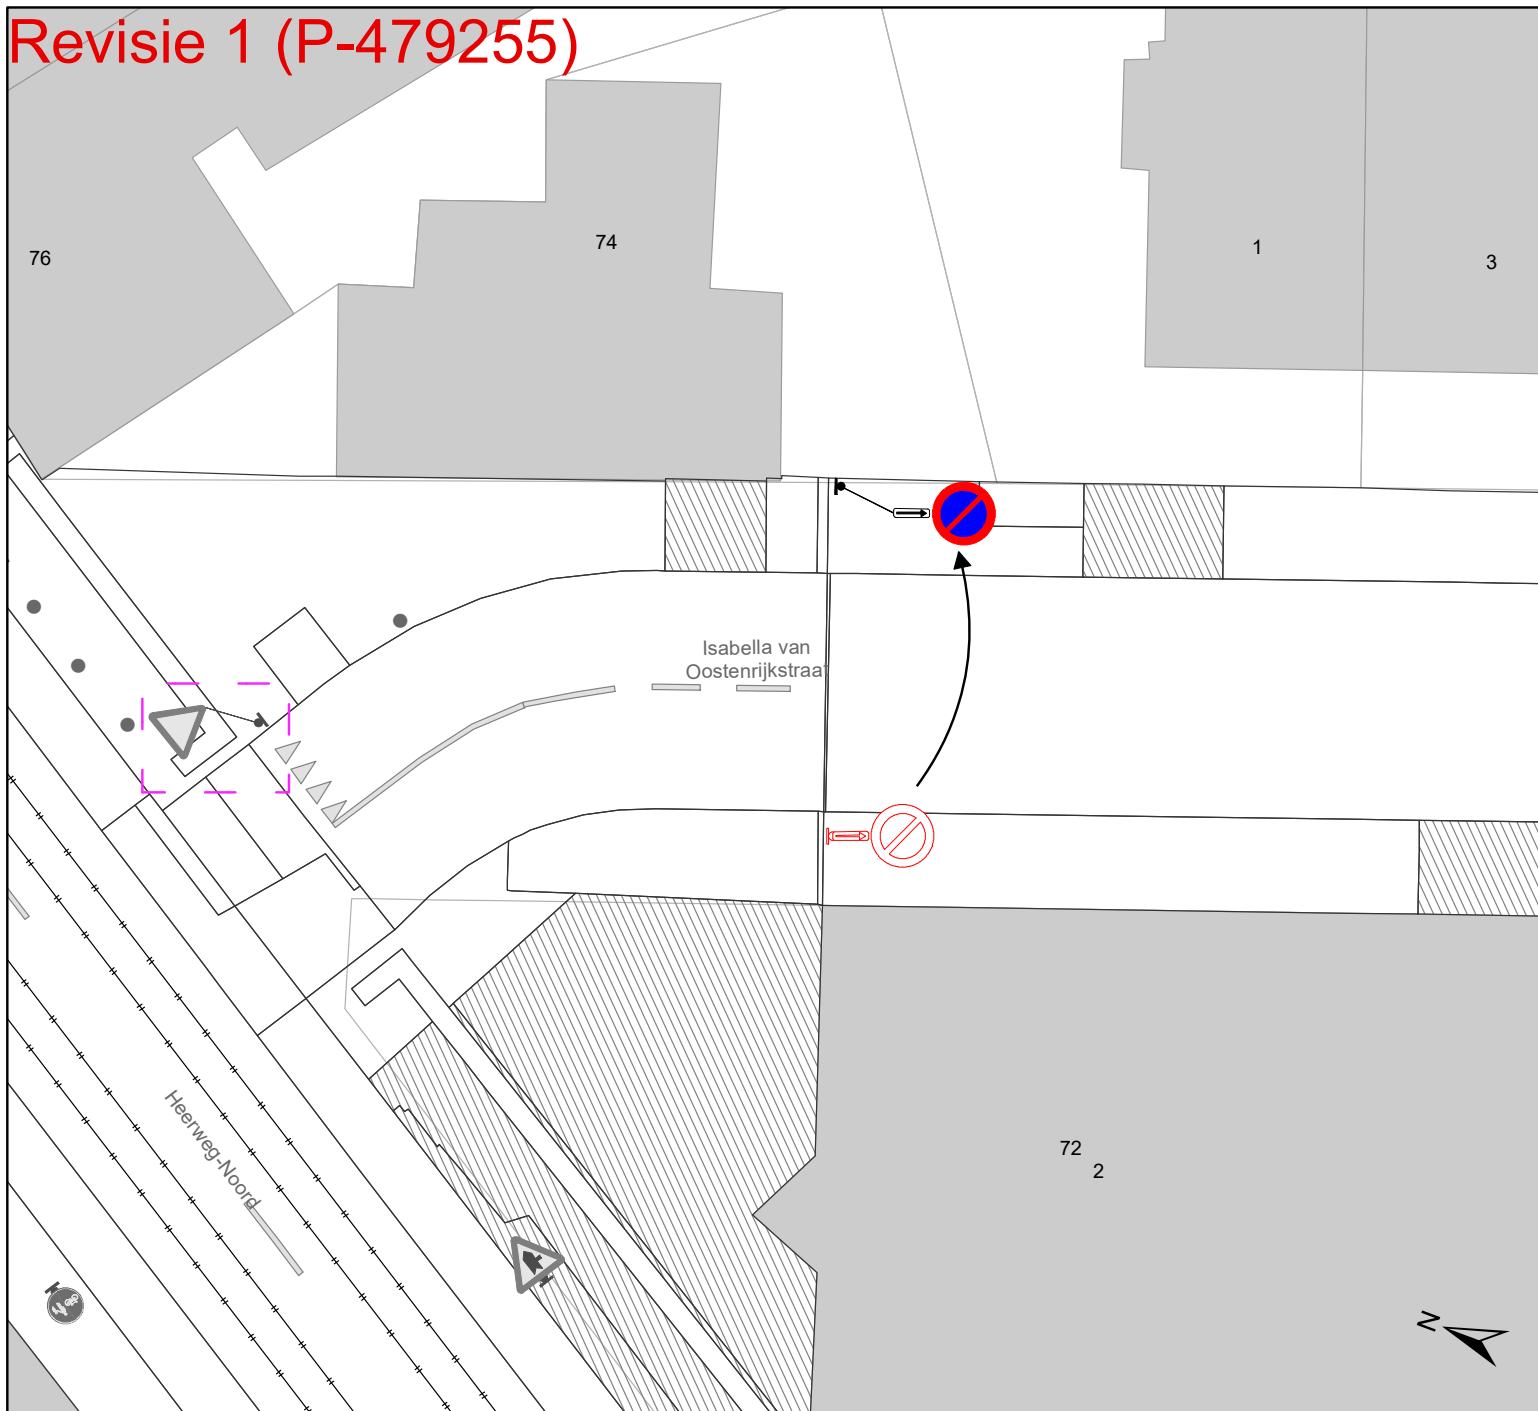 Revisie 1 (P-479255)
76
74
1
3
Isabella van
Oostenrijkstraat
Heerweg-Noord
72
2
N